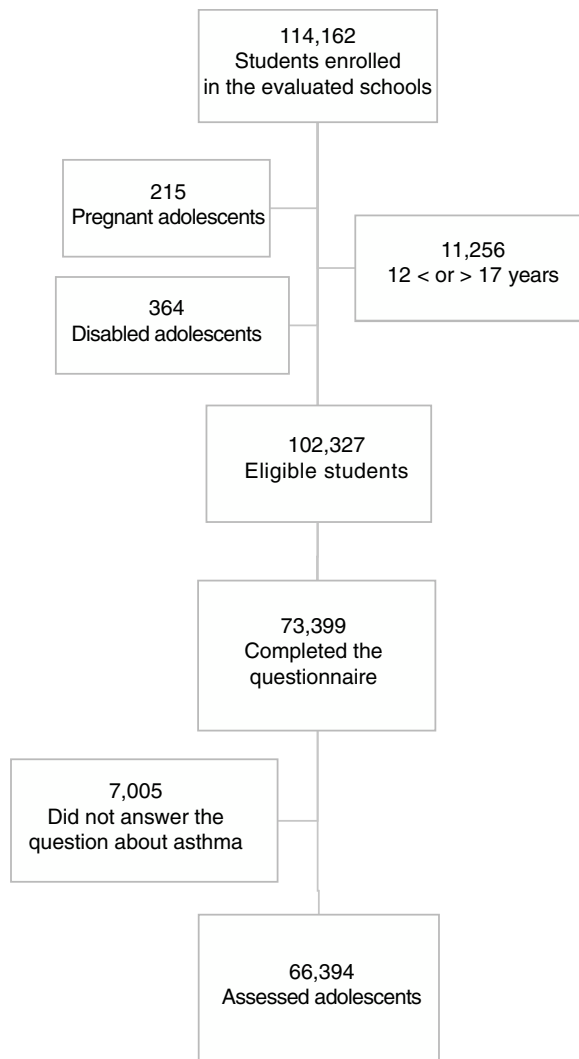 114,162
Students enrolled
in the evaluated schools
215
Pregnant adolescents
11,256
12 < or > 17 years
364
Disabled adolescents
102,327
Eligible students
73,399
Completed the
questionnaire
7,005
Did not answer the
question about asthma
66,394
Assessed adolescents